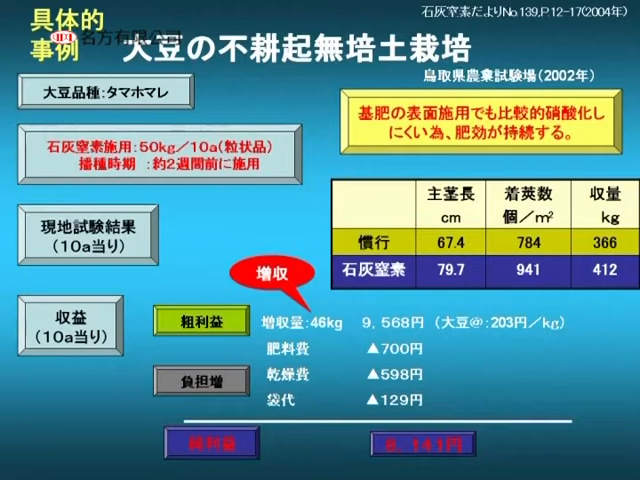 石灰窒素だよりNo.139,P.12-17(2004年)
具体的
事例
名方有限公司
大豆の不耕起無培土栽培
鳥取県農業試験場(2002年)
大豆品種:タマホマレ
基肥の表面施用でも比較的硝酸化し
にくい為、肥効が持続する。
石灰窒素施用:50kg/10a(粒状品)
播種時期 :約2週間前に施用
主茎長 着莢数 収量
cm 個/m² kg
慣行 67.4 784 366
石灰窒素 79.7 941 412
現地試験結果
(10a当り)
増収
収益
(10a当り)
粗利益 増収量:46kg 9,568円 (大豆@:203円/kg)
肥料費 ▲700円
負担増 乾燥費 ▲598円
袋代 ▲129円
純利益 8,141円